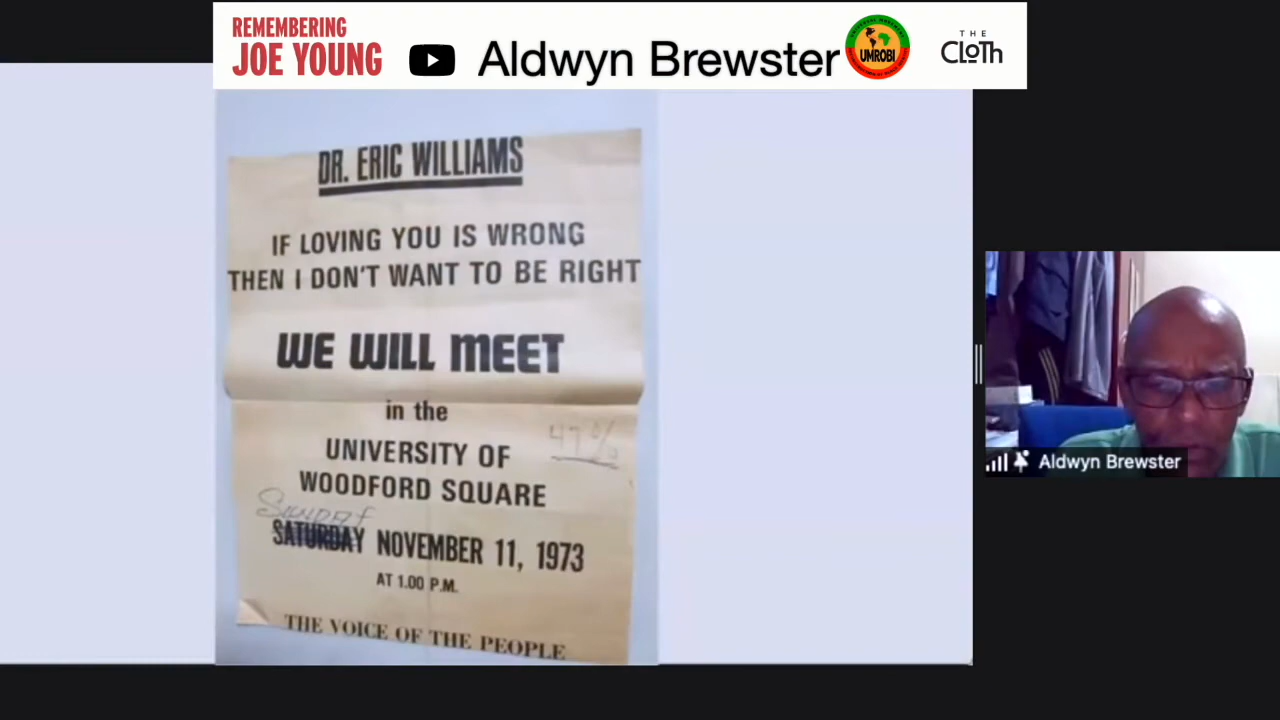 REMEMBERING
JOE YOUNG
Aldwyn Brewster
UMROBI
THE
CLoTh
DR. ERIC WILLIAMS
IF LOVING YOU IS WRONG
THEN I DON'T WANT TO BE RIGHT
WE WILL MEET
in the
47%
UNIVERSITY OF
WOODFORD SQUARE
Sunday
SATURDAY NOVEMBER 11, 1973
AT 1.00 P.M.
THE VOICE OF THE PEOPLE
Aldwyn Brewster